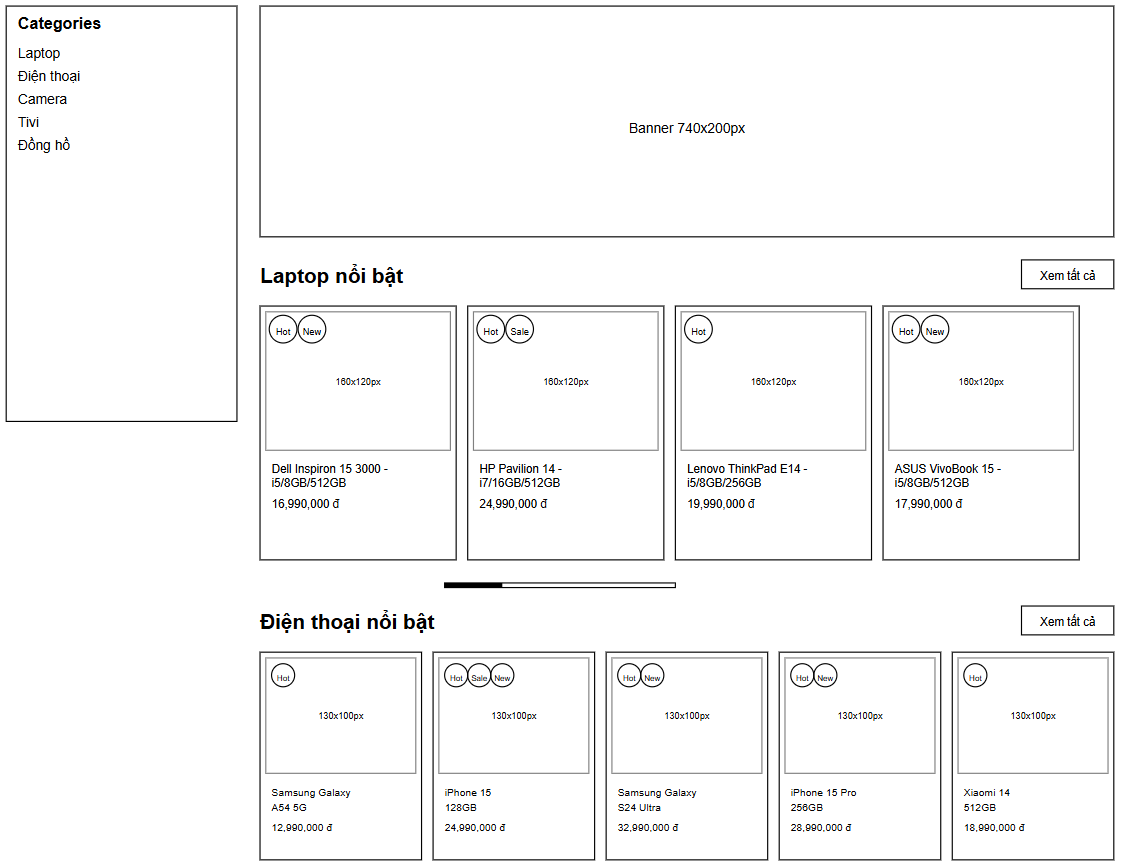 Categories
Laptop
Điện thoại
Camera
Tivi
Đồng hồ
Banner 740x200px
Laptop nổi bật
Xem tất cả
Hot New
160x120px
Dell Inspiron 15 3000 -
i5/8GB/512GB
16,990,000 đ
Hot Sale
160x120px
HP Pavilion 14 -
i7/16GB/512GB
24,990,000 đ
Hot
160x120px
Lenovo ThinkPad E14 -
i5/8GB/256GB
19,990,000 đ
Hot New
160x120px
ASUS VivoBook 15 -
i5/8GB/512GB
17,990,000 đ
Điện thoại nổi bật
Xem tất cả
Hot
130x100px
Samsung Galaxy
A54 5G
12,990,000 đ
Hot Sale New
130x100px
iPhone 15
128GB
24,990,000 đ
Hot New
130x100px
Samsung Galaxy
S24 Ultra
32,990,000 đ
Hot New
130x100px
iPhone 15 Pro
256GB
28,990,000 đ
Hot
130x100px
Xiaomi 14
512GB
18,990,000 đ